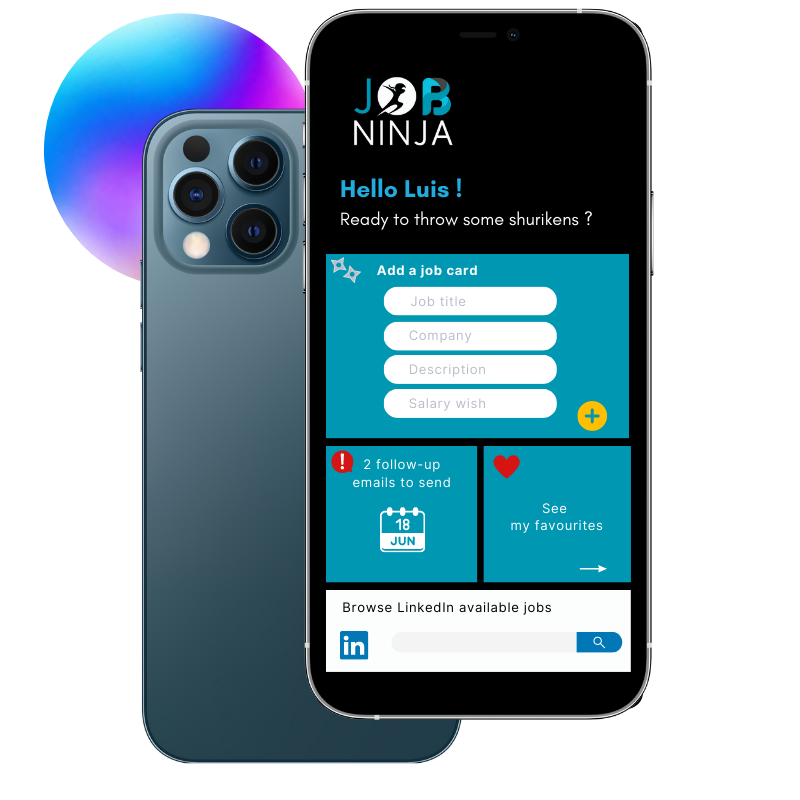 JOB
NINJA
Hello Luis !
Ready to throw some shurikens ?
Add a job card
Job title
Company
Description
Salary wish
2 follow-up
emails to send
18
JUN
See
my favourites
Browse LinkedIn available jobs
in